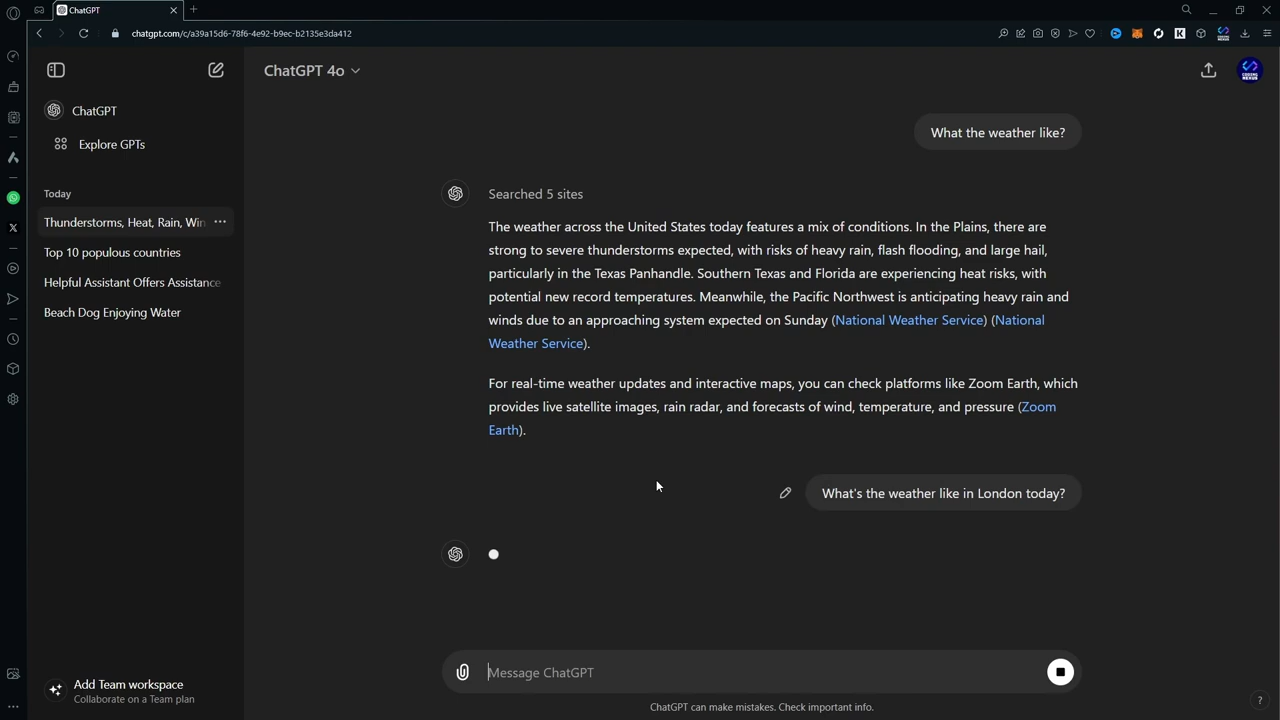 ChatGPT
chatgpt.com/c/a39a15d6-78f6-4e92-b9ec-b2135e3da412
ChatGPT 4o
ChatGPT
Explore GPTs
Today
Thunderstorms, Heat, Rain, Win
Top 10 populous countries
Helpful Assistant Offers Assistance
Beach Dog Enjoying Water
Add Team workspace
Collaborate on a Team plan
What the weather like?
Searched 5 sites
The weather across the United States today features a mix of conditions. In the Plains, there are
strong to severe thunderstorms expected, with risks of heavy rain, flash flooding, and large hail,
particularly in the Texas Panhandle. Southern Texas and Florida are experiencing heat risks, with
potential new record temperatures. Meanwhile, the Pacific Northwest is anticipating heavy rain and
winds due to an approaching system expected on Sunday (National Weather Service) (National
Weather Service).
For real-time weather updates and interactive maps, you can check platforms like Zoom Earth, which
provides live satellite images, rain radar, and forecasts of wind, temperature, and pressure (Zoom
Earth).
What's the weather like in London today?
Message ChatGPT
ChatGPT can make mistakes. Check important info.
CODING
NEXUS